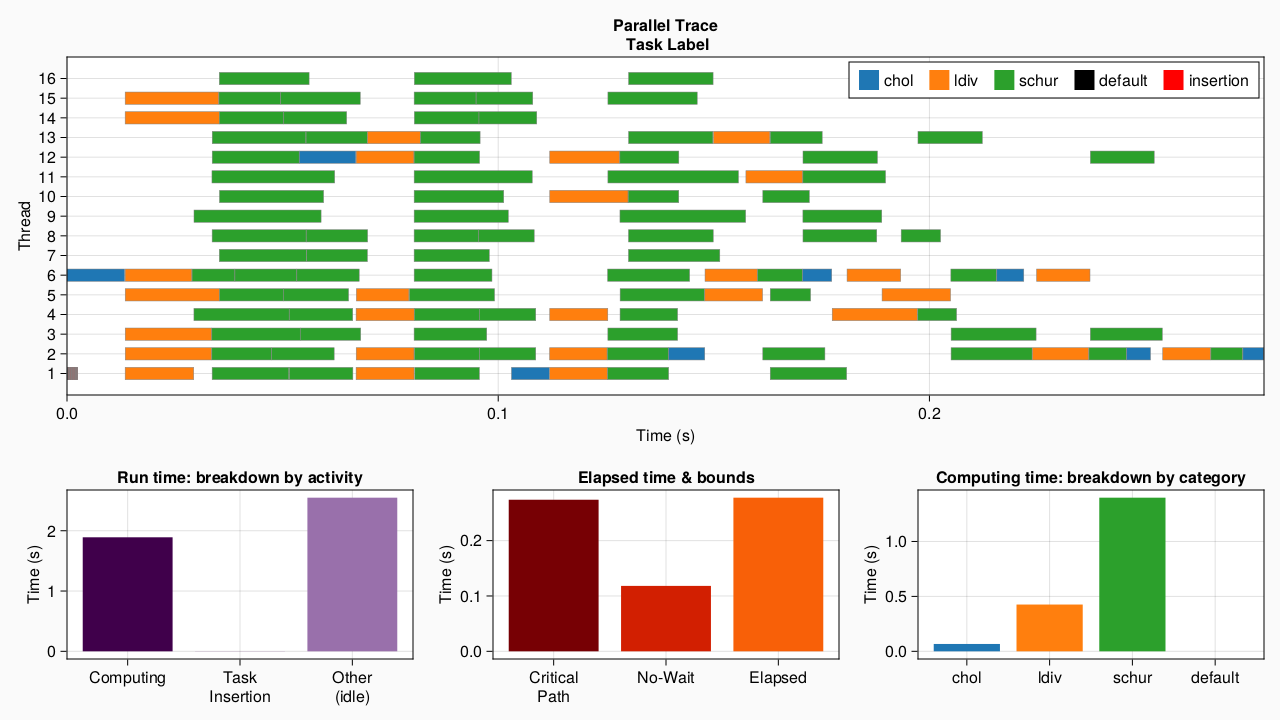 Parallel Trace
Task Label
chol ldiv schur default insertion
Thread
16
15
14
13
12
11
10
9
8
7
6
5
4
3
2
1
0.0 0.1 0.2
Time (s)
Run time: breakdown by activity
Time (s)
2
1
0
Computing Task Insertion Other (idle)
Elapsed time & bounds
Time (s)
0.2
0.1
0.0
Critical Path No-Wait Elapsed
Computing time: breakdown by category
Time (s)
1.0
0.5
0.0
chol ldiv schur default